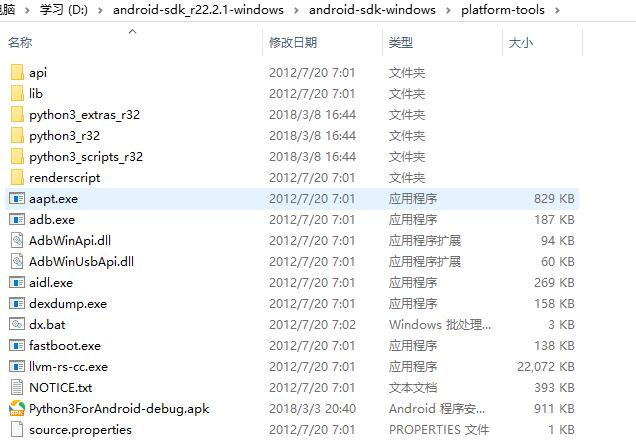 电脑 > 学习 (D:) > android-sdk_r22.2.1-windows > android-sdk-windows > platform-tools >
名称 修改日期 类型 大小
api 2012/7/20 7:01 文件夹
lib 2012/7/20 7:01 文件夹
python3_extras_r32 2018/3/8 16:44 文件夹
python3_r32 2018/3/8 16:44 文件夹
python3_scripts_r32 2018/3/8 16:44 文件夹
renderscript 2012/7/20 7:01 文件夹
aapt.exe 2012/7/20 7:01 应用程序 829 KB
adb.exe 2012/7/20 7:01 应用程序 187 KB
AdbWinApi.dll 2012/7/20 7:01 应用程序扩展 94 KB
AdbWinUsbApi.dll 2012/7/20 7:01 应用程序扩展 60 KB
aidl.exe 2012/7/20 7:01 应用程序 269 KB
dexdump.exe 2012/7/20 7:01 应用程序 158 KB
dx.bat 2012/7/20 7:02 Windows 批处理... 3 KB
fastboot.exe 2012/7/20 7:01 应用程序 138 KB
llvm-rs-cc.exe 2012/7/20 7:01 应用程序 22,072 KB
NOTICE.txt 2012/7/20 7:01 文本文档 393 KB
Python3ForAndroid-debug.apk 2018/3/3 20:40 Android 程序安... 911 KB
source.properties 2012/7/20 7:01 PROPERTIES 文件 1 KB